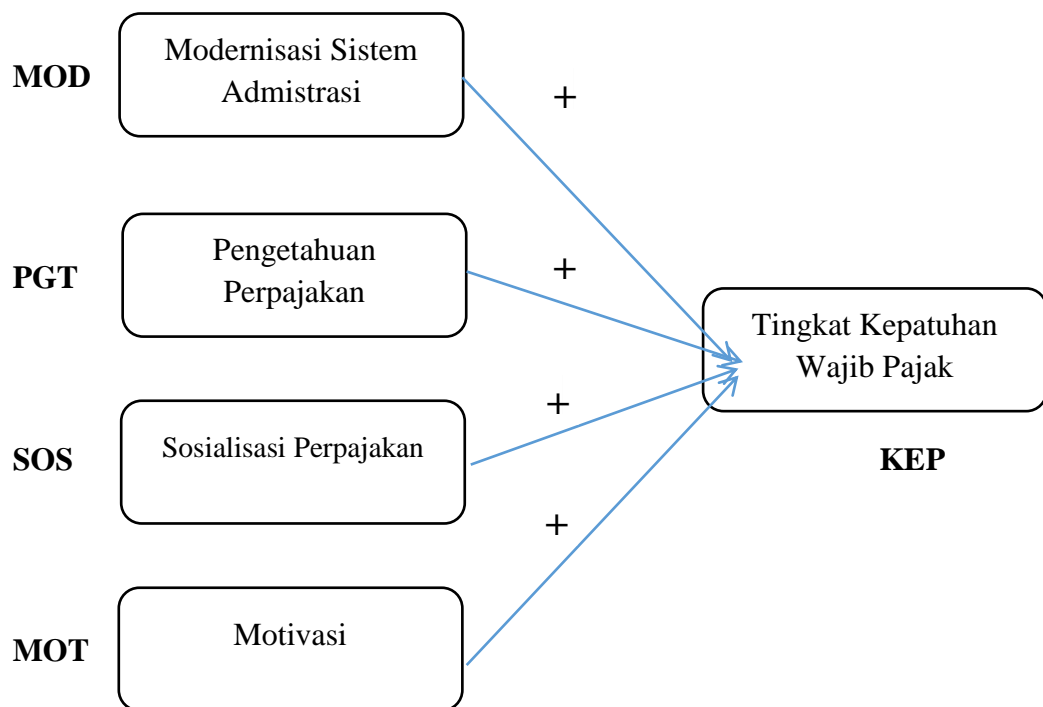 MOD
Modernisasi Sistem
Admistrasi
+
PGT
Pengetahuan
Perpajakan
+
Tingkat Kepatuhan
Wajib Pajak
KEP
SOS
Sosialisasi Perpajakan
+
MOT
Motivasi
+